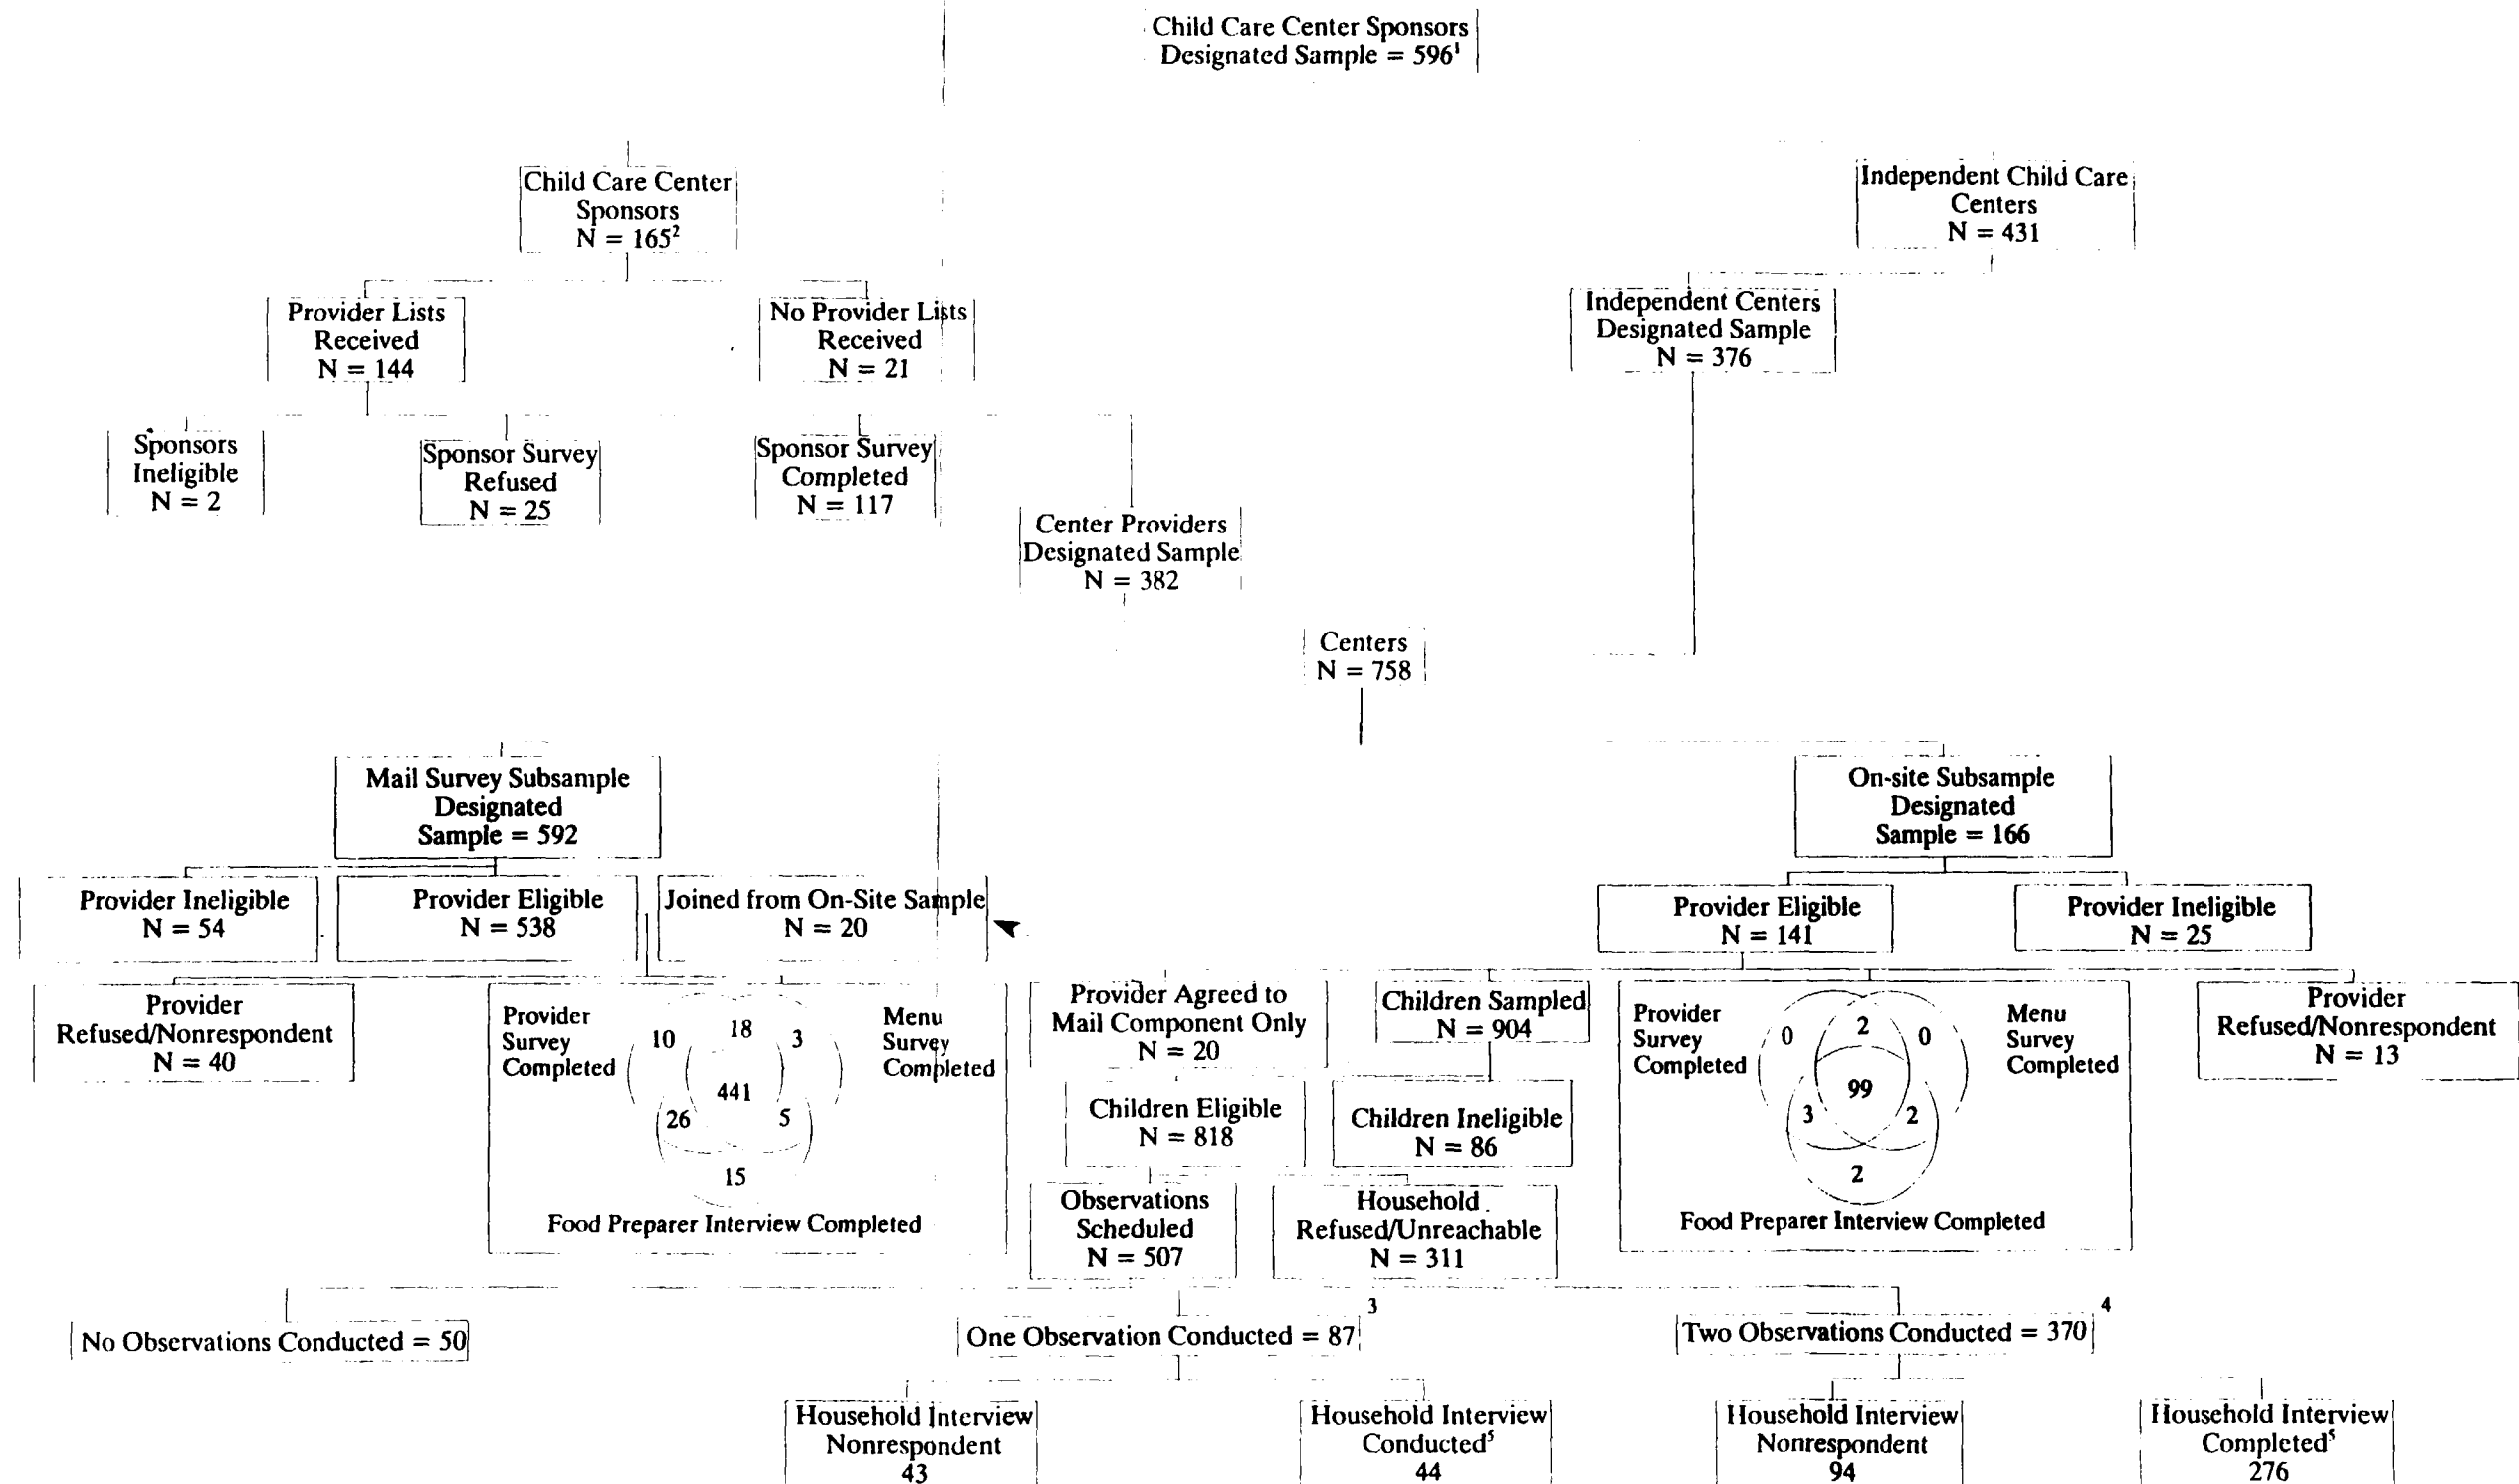 Child Care Center Sponsors
Designated Sample = 596¹
Child Care Center
Sponsors
N = 165²
Independent Child Care
Centers
N = 431
Provider Lists
Received
N = 144
No Provider Lists
Received
N = 21
Independent Centers
Designated Sample
N = 376
Sponsors
Ineligible
N = 2
Sponsor Survey
Refused
N = 25
Sponsor Survey
Completed
N = 117
Center Providers
Designated Sample
N = 382
Centers
N = 758
Mail Survey Subsample
Designated
Sample = 592
On-site Subsample
Designated
Sample = 166
Provider Ineligible
N = 54
Provider Eligible
N = 538
Joined from On-Site Sample
N = 20
Provider Eligible
N = 141
Provider Ineligible
N = 25
Provider
Refused/Nonrespondent
N = 40
Provider
Survey
Completed
10
18
3
441
26
5
15
Menu
Survey
Completed
Food Preparer Interview Completed
Provider Agreed to
Mail Component Only
N = 20
Children Sampled
N = 904
Children Eligible
N = 818
Children Ineligible
N = 86
Observations
Scheduled
N = 507
Household
Refused/Unreachable
N = 311
Provider
Survey
Completed
0
2
0
99
3
2
2
Menu
Survey
Completed
Food Preparer Interview Completed
Provider
Refused/Nonrespondent
N = 13
No Observations Conducted = 50
One Observation Conducted = 87³
Two Observations Conducted = 370⁴
Household Interview
Nonrespondent
43
Household Interview
Conducted⁵
44
Household Interview
Nonrespondent
94
Household Interview
Completed⁵
276